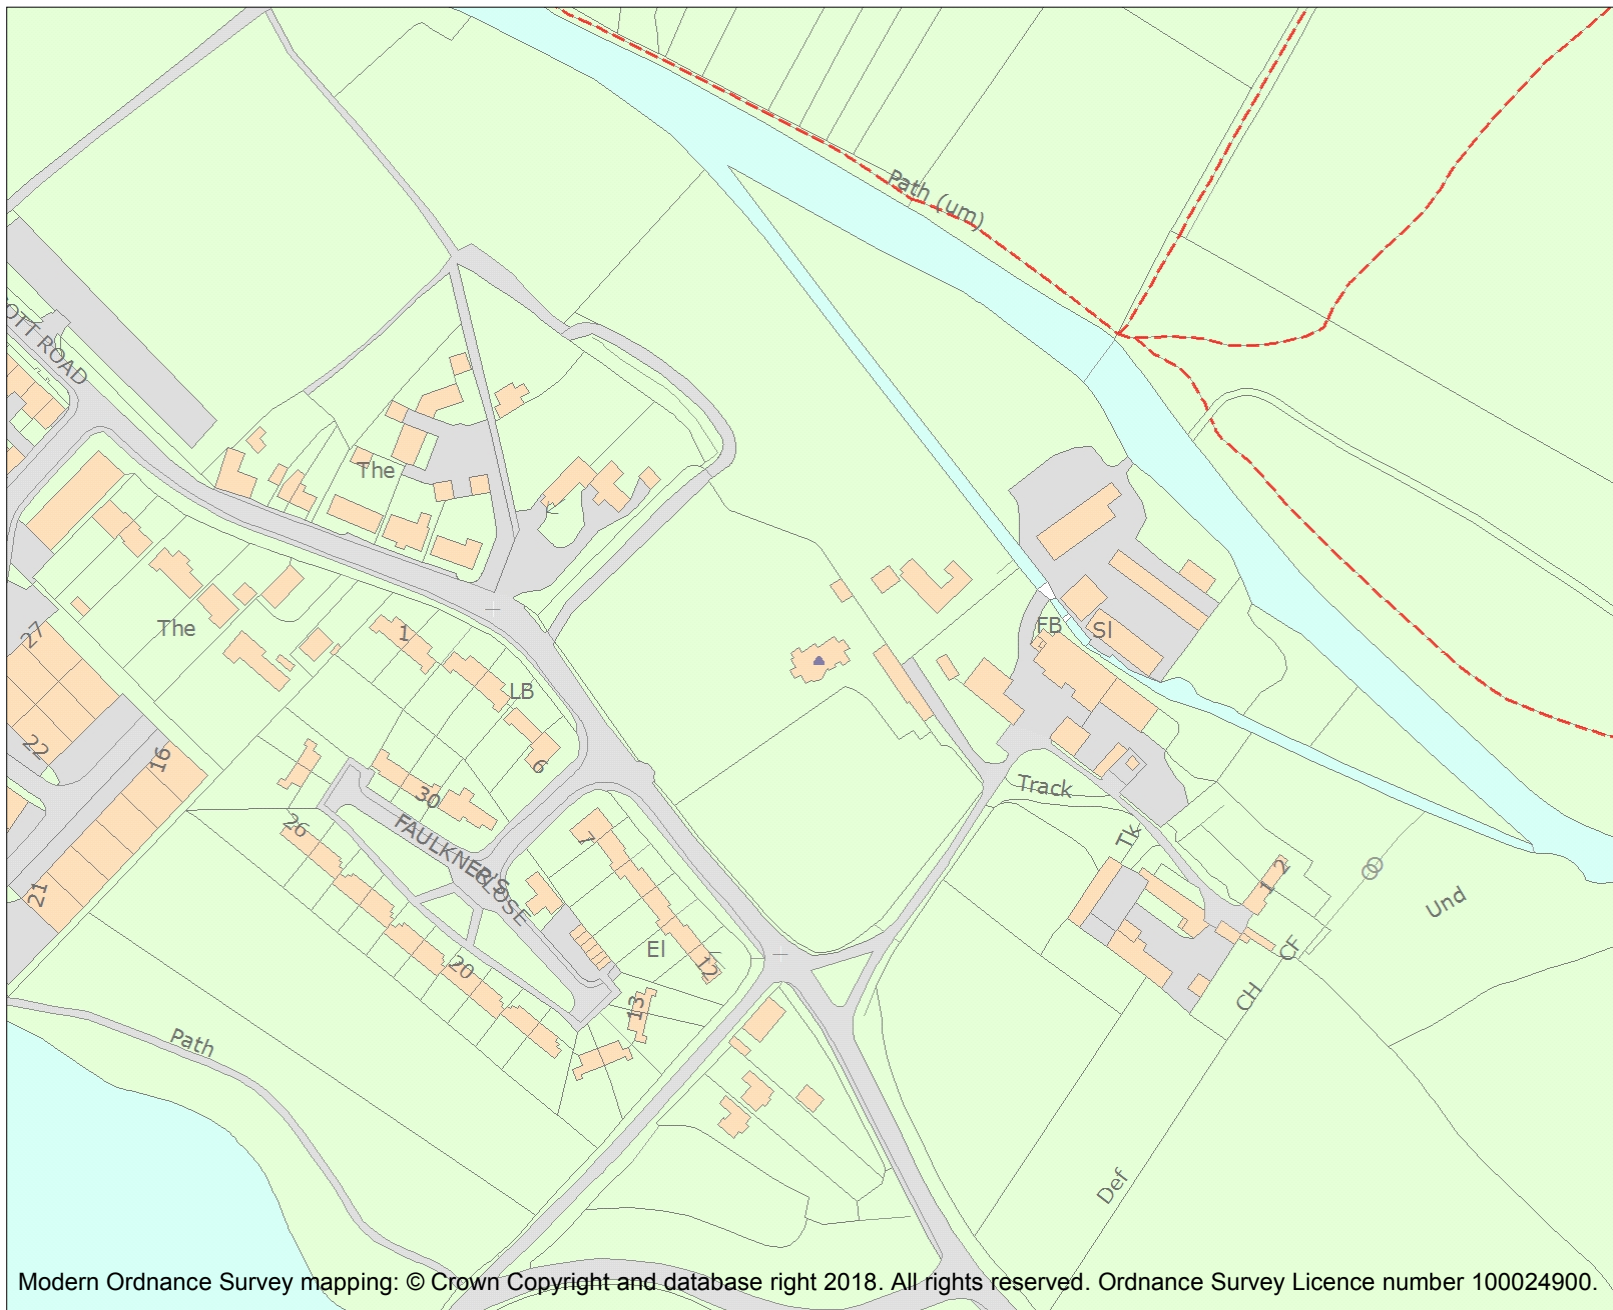 Path (um)
OTT ROAD
The
The
27
1
LB
FB
Sl
22
16
6
30
Track
26
7
FAULKNER'S
CLOSE
Tk
21
1 2
Und
20
El
12
CF
13
CH
Path
Def
Modern Ordnance Survey mapping: © Crown Copyright and database right 2018. All rights reserved. Ordnance Survey Licence number 100024900.